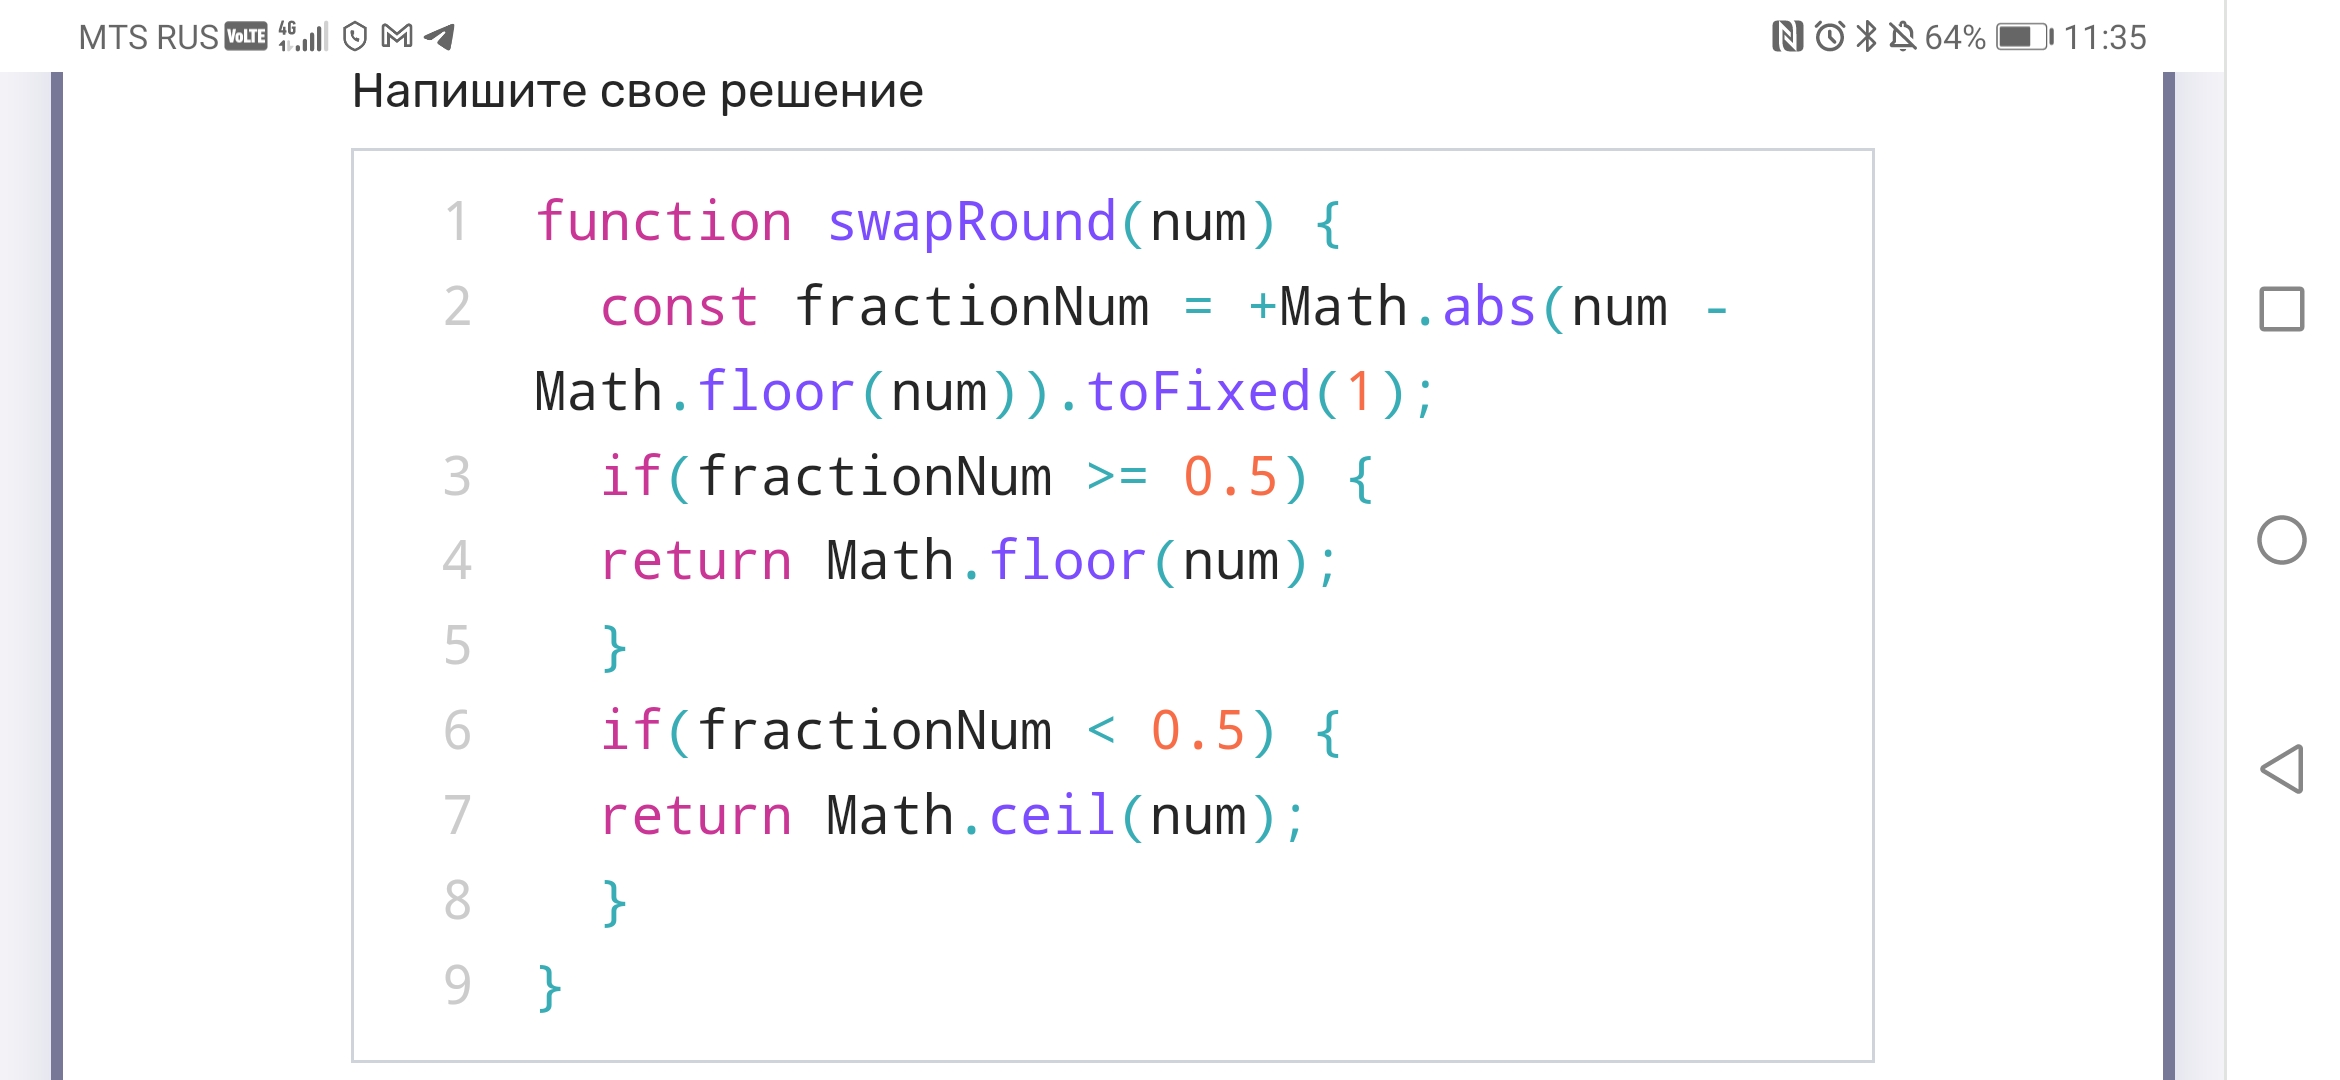 MTS RUS VoLTE 4G 64% 11:35
Напишите свое решение
1 function swapRound(num) {
2   const fractionNum = +Math.abs(num -
Math.floor(num)).toFixed(1);
3   if(fractionNum >= 0.5) {
4   return Math.floor(num);
5   }
6   if(fractionNum < 0.5) {
7   return Math.ceil(num);
8   }
9 }